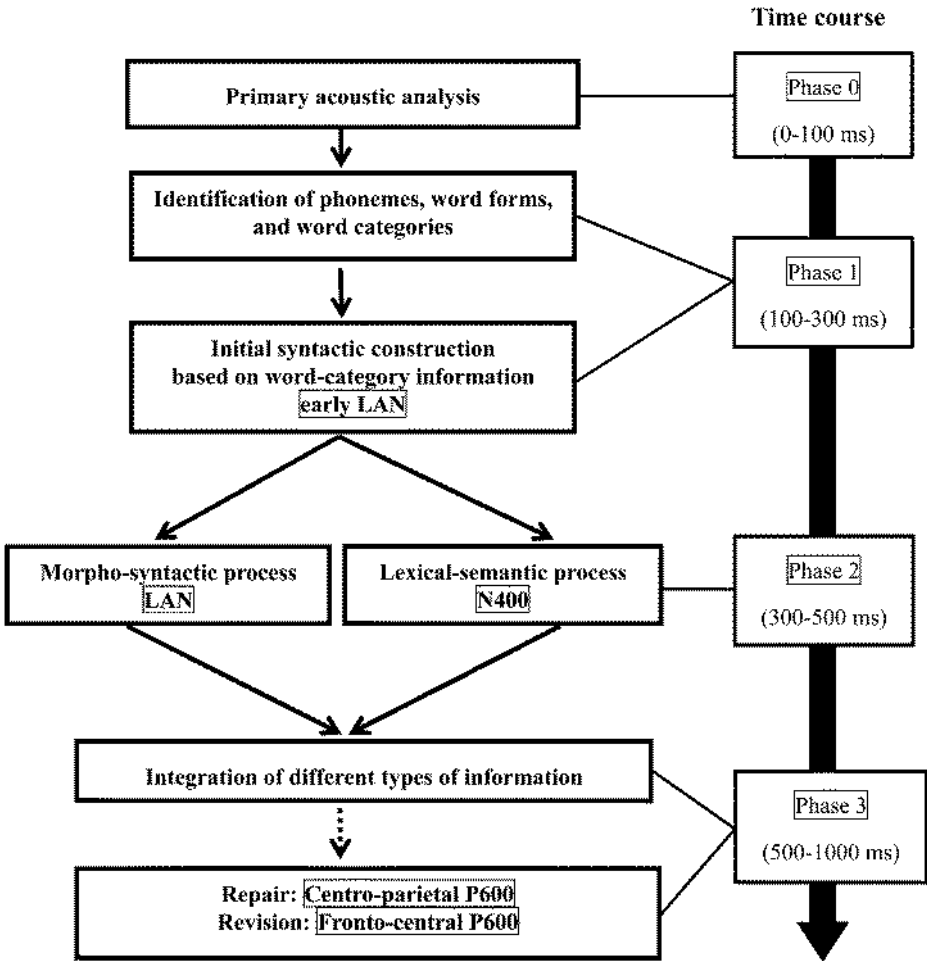 Time course
Primary acoustic analysis
Phase 0
(0-100 ms)
Identification of phonemes, word forms,
and word categories
Phase 1
(100-300 ms)
Initial syntactic construction
based on word-category information
early LAN
Morpho-syntactic process
LAN
Lexical-semantic process
N400
Phase 2
(300-500 ms)
Integration of different types of information
Phase 3
(500-1000 ms)
Repair: Centro-parietal P600
Revision: Fronto-central P600